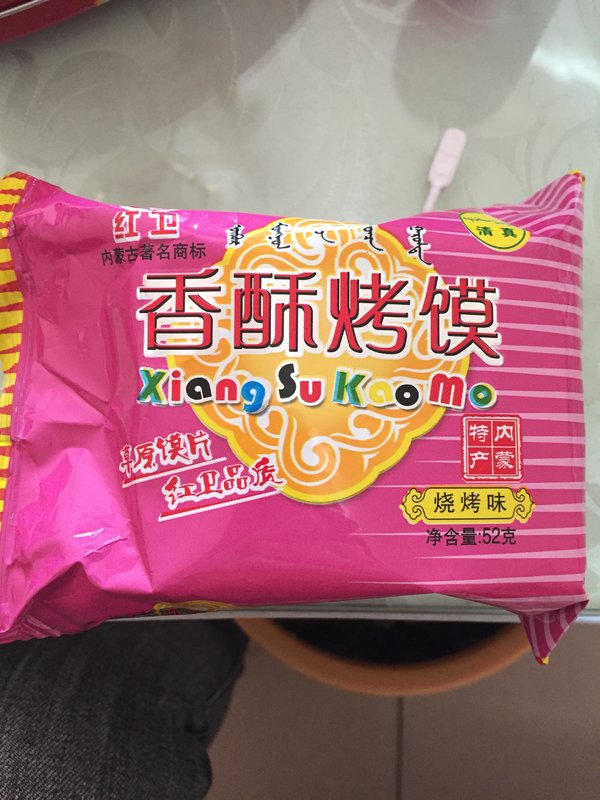 红卫
内蒙古著名商标
清真
香酥烤馍
Xiang Su Kao Mo
草原馍片
红卫品质
内蒙
特产
烧烤味
净含量:52克